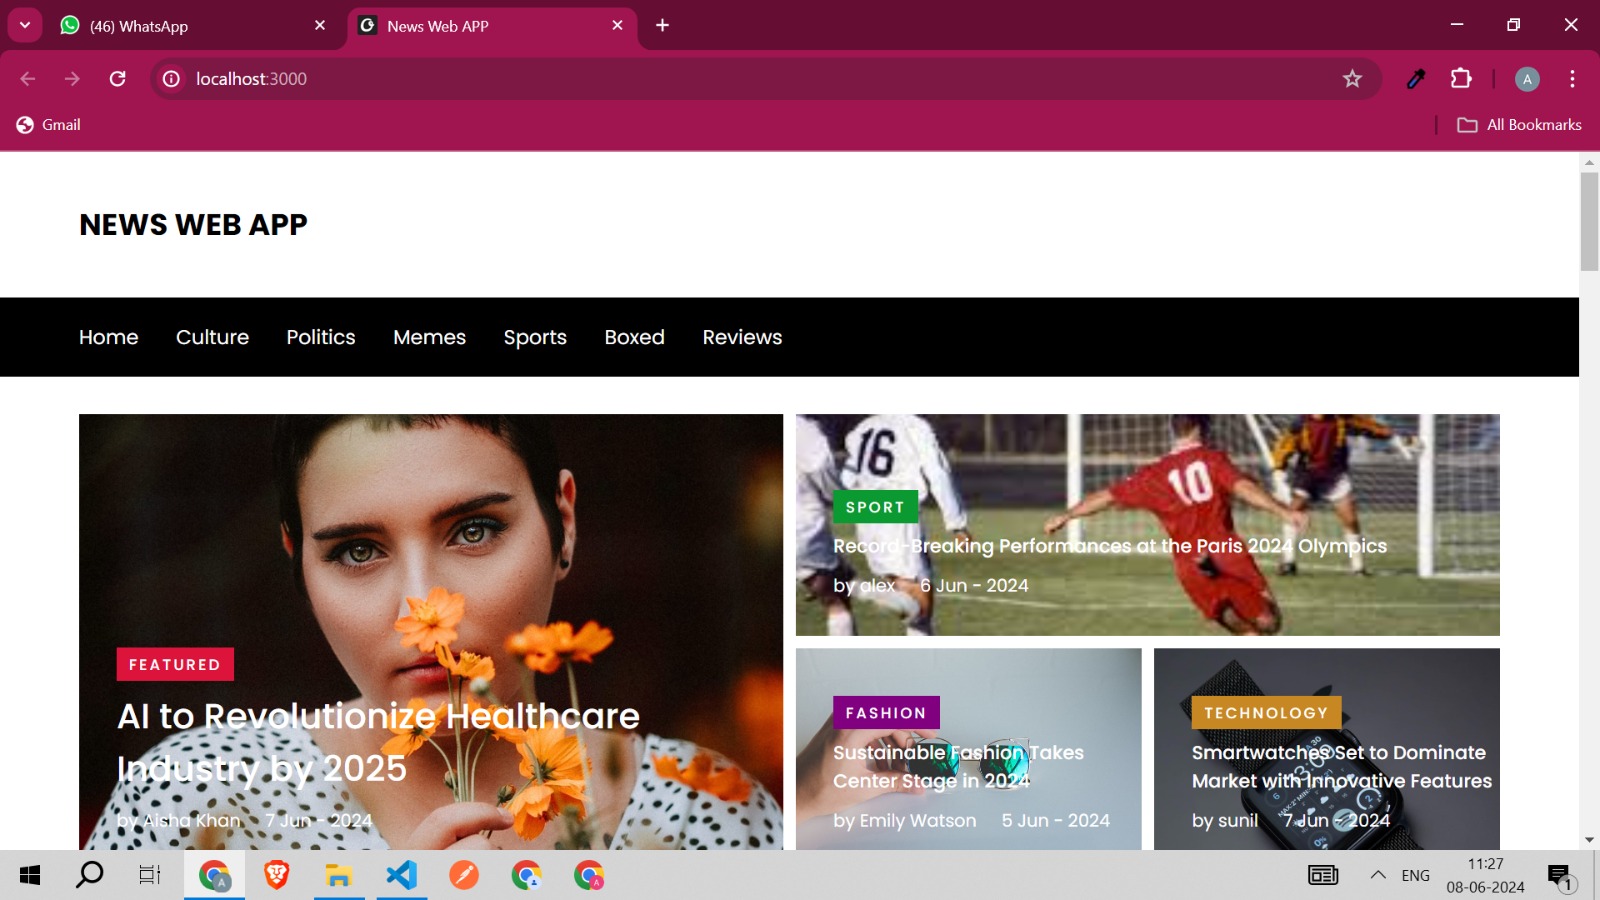 (46) WhatsApp
News Web APP
localhost:3000
A
Gmail
All Bookmarks
NEWS WEB APP
Home Culture Politics Memes Sports Boxed Reviews
16
10
SPORT
Record-Breaking Performances at the Paris 2024 Olympics
by alex 6 Jun - 2024
FEATURED
AI to Revolutionize Healthcare
Industry by 2025
by Aisha Khan 7 Jun - 2024
FASHION
Sustainable Fashion Takes
Center Stage in 2024
by Emily Watson 5 Jun - 2024
TECHNOLOGY
Smartwatches Set to Dominate
Market with Innovative Features
by sunil 7 Jun - 2024
ENG
11:27
08-06-2024
1